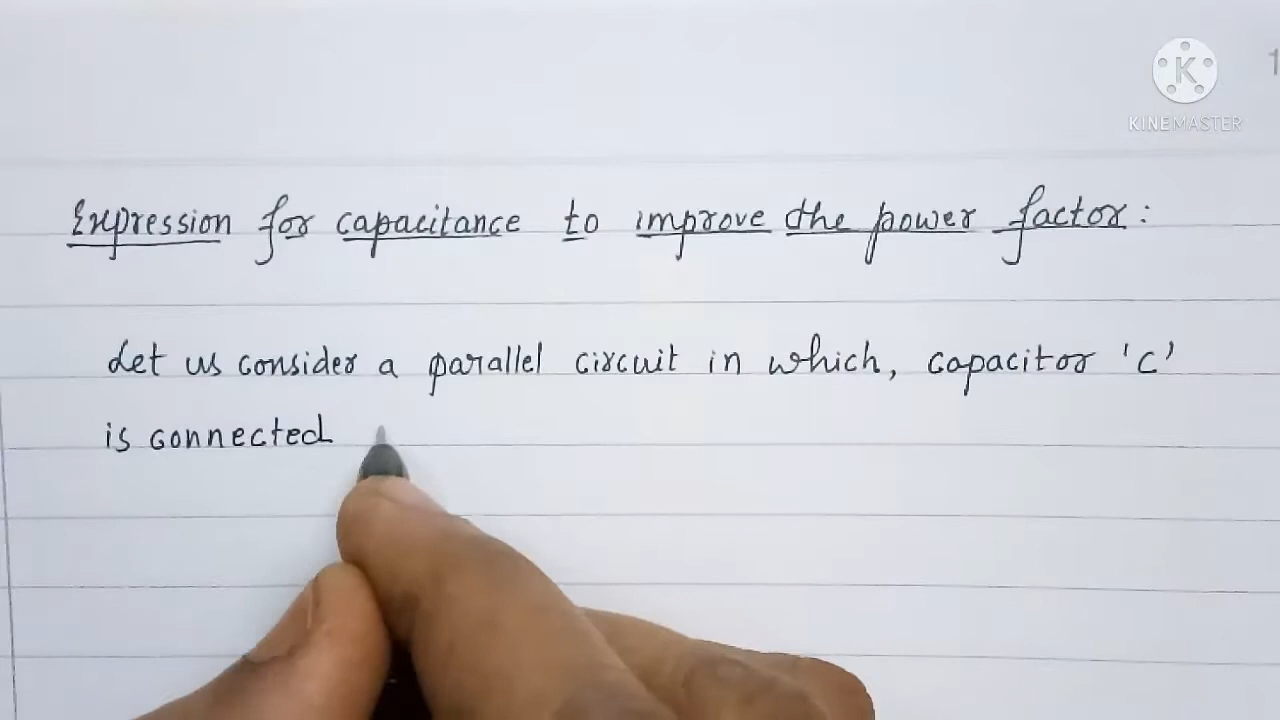 K
KINEMASTER
1
Expression for capacitance to improve the power factor:
Let us consider a parallel circuit in which, capacitor 'c'
is connected